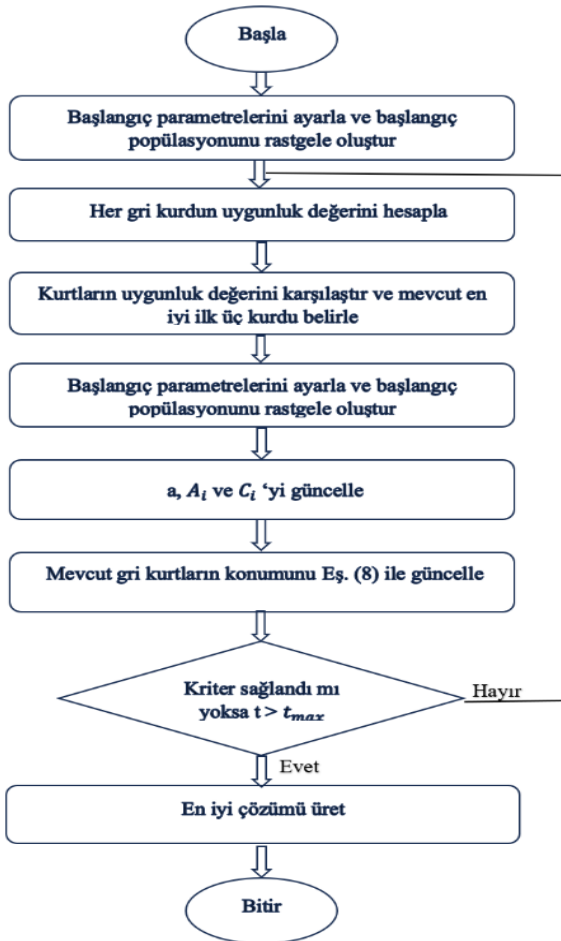 Başla
Başlangıç parametrelerini ayarla ve başlangıç
popülasyonunu rastgele oluştur
Her gri kurdun uygunluk değerini hesapla
Kurtların uygunluk değerini karşılaştır ve mevcut en
iyi ilk üç kurdu belirle
Başlangıç parametrelerini ayarla ve başlangıç
popülasyonunu rastgele oluştur
a, A_i ve C_i ‘yi güncelle
Mevcut gri kurtların konumunu Eş. (8) ile güncelle
Kriter sağlandı mı
yoksa t > t_max
Hayır
Evet
En iyi çözümü üret
Bitir